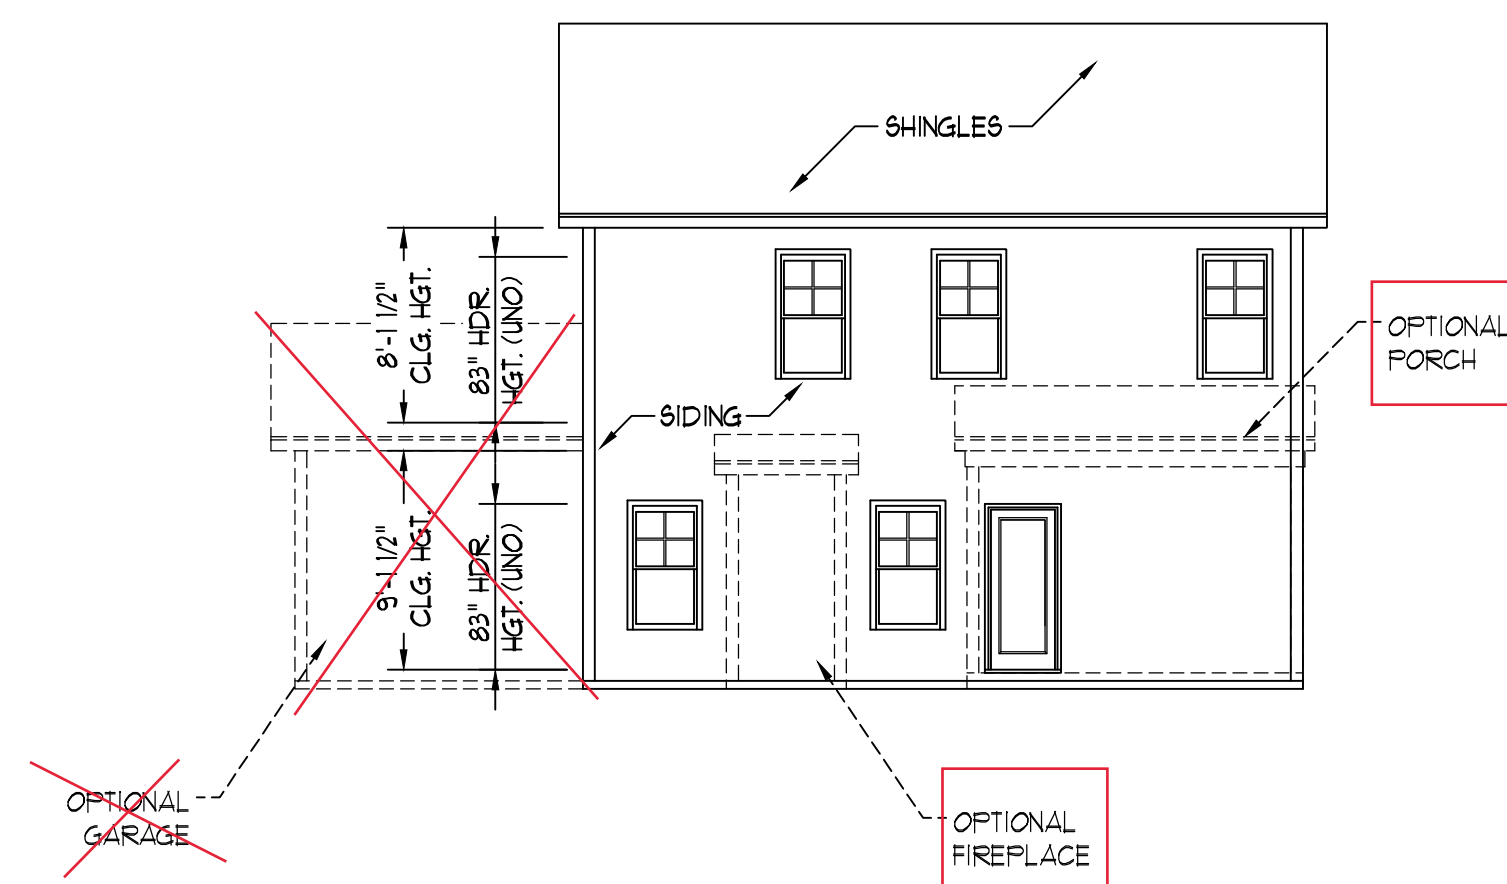 SHINGLES
8'-1 1/2"
CLG. HGT.
83" HDR.
HGT. (UNO)
OPTIONAL
PORCH
SIDING
9'-1 1/2"
CLG. HGT.
83" HDR.
HGT. (UNO)
OPTIONAL
GARAGE
OPTIONAL
FIREPLACE